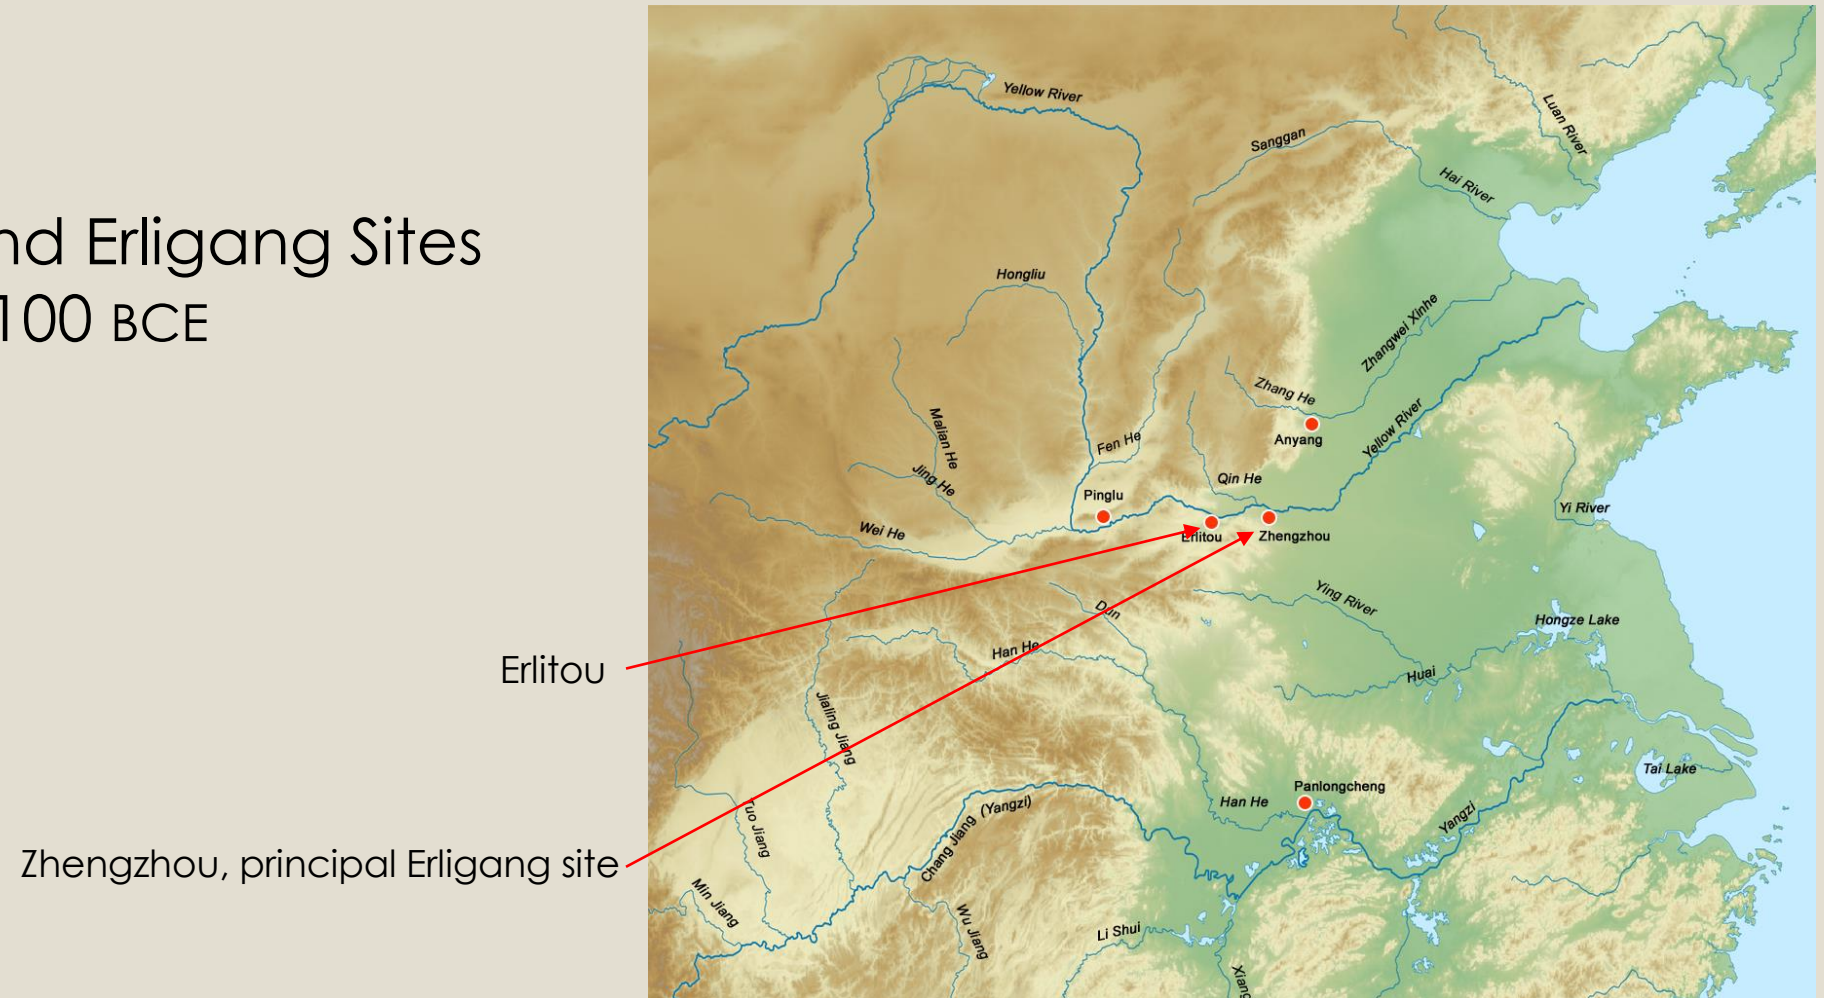 nd Erligang Sites
100 BCE
Erlitou
Zhengzhou, principal Erligang site
Yellow River
Luan River
Sanggan
Hai River
Hongliu
Zhangwei Xinhe
Zhang He
Malian He
Anyang
Yellow River
Fen He
Jing He
Qin He
Pinglu
Yi River
Wei He
Erlitou
Zhengzhou
Ying River
Dun
Hongze Lake
Han He
Huai
Jialing Jiang
Tai Lake
Panlongcheng
Han He
(Yangzi)
Yangzi
Tuo Jiang
Chang Jiang
Min Jiang
Wu Jiang
Li Shui
Xiang